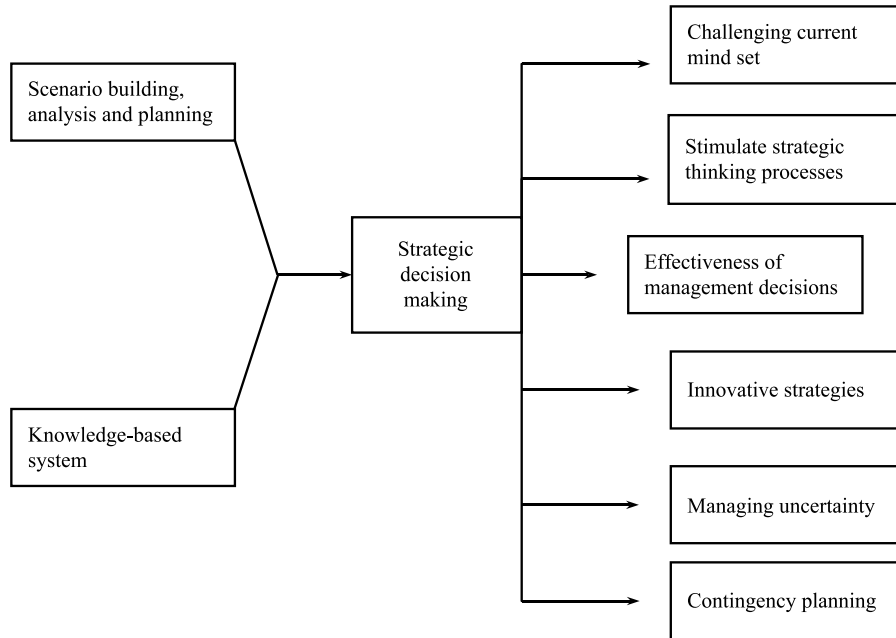 Scenario building,
analysis and planning
Knowledge-based
system
Strategic
decision
making
Challenging current
mind set
Stimulate strategic
thinking processes
Effectiveness of
management decisions
Innovative strategies
Managing uncertainty
Contingency planning